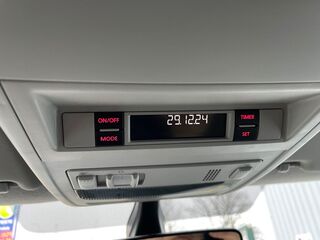 ON/OFF
MODE
29.12.24
TIMER
SET